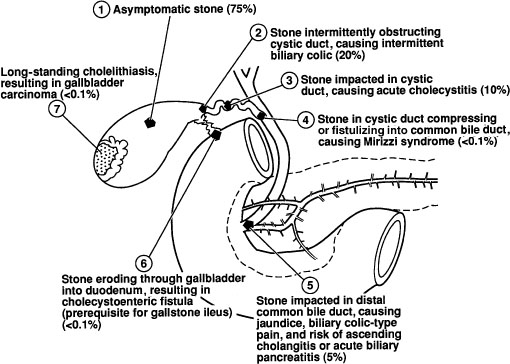 1 Asymptomatic stone (75%)
2 Stone intermittently obstructing
cystic duct, causing intermittent
biliary colic (20%)
3 Stone impacted in cystic
duct, causing acute cholecystitis (10%)
4 Stone in cystic duct compressing
or fistulizing into common bile duct,
causing Mirizzi syndrome (<0.1%)
Long-standing cholelithiasis,
resulting in gallbladder
carcinoma (<0.1%)
7
6
Stone eroding through gallbladder
into duodenum, resulting in
cholecystoenteric fistula
(prerequisite for gallstone ileus)
(<0.1%)
5
Stone impacted in distal
common bile duct, causing
jaundice, biliary colic-type
pain, and risk of ascending
cholangitis or acute biliary
pancreatitis (5%)